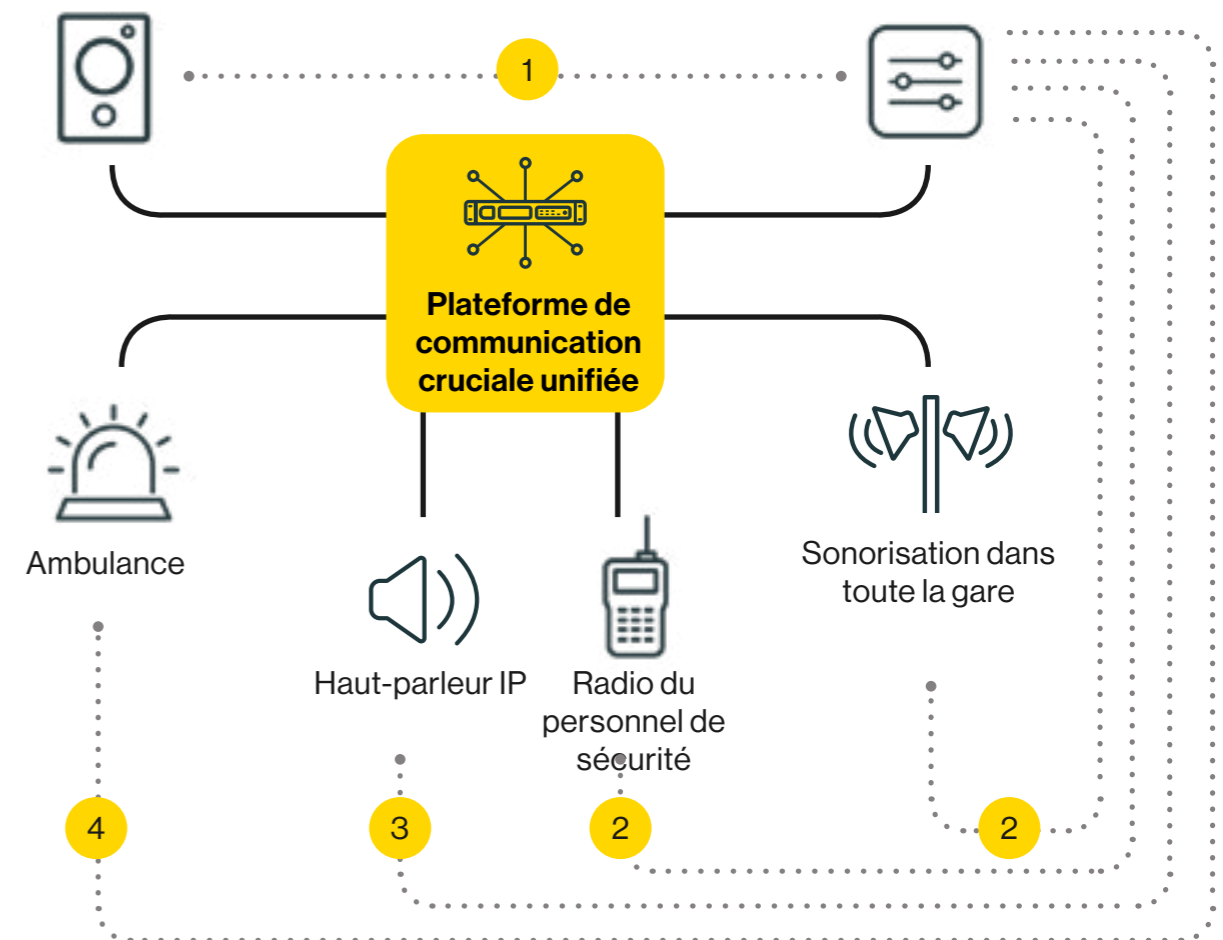 1
Plateforme de
communication
cruciale unifiée
Ambulance
Sonorisation dans
toute la gare
Haut-parleur IP
Radio du
personnel de
sécurité
4
3
2
2